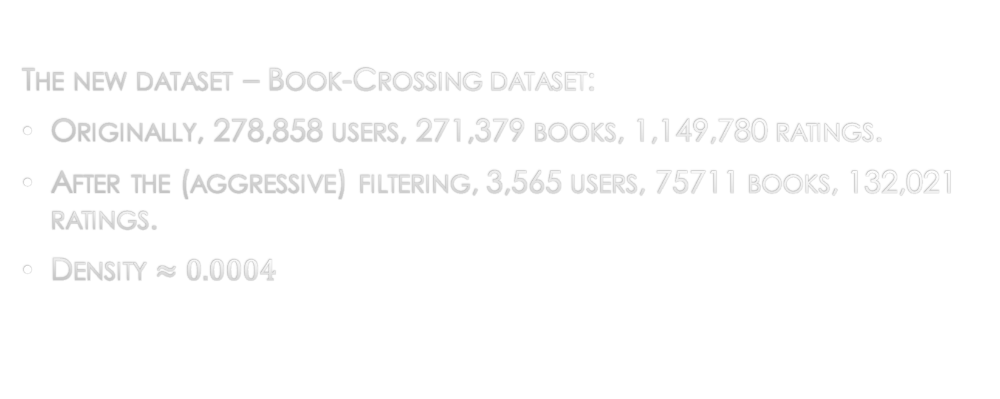 The new dataset – Book-Crossing dataset:
◦ Originally, 278,858 users, 271,379 books, 1,149,780 ratings.
◦ After the (aggressive) filtering, 3,565 users, 75711 books, 132,021
ratings.
◦ Density ≈ 0.0004